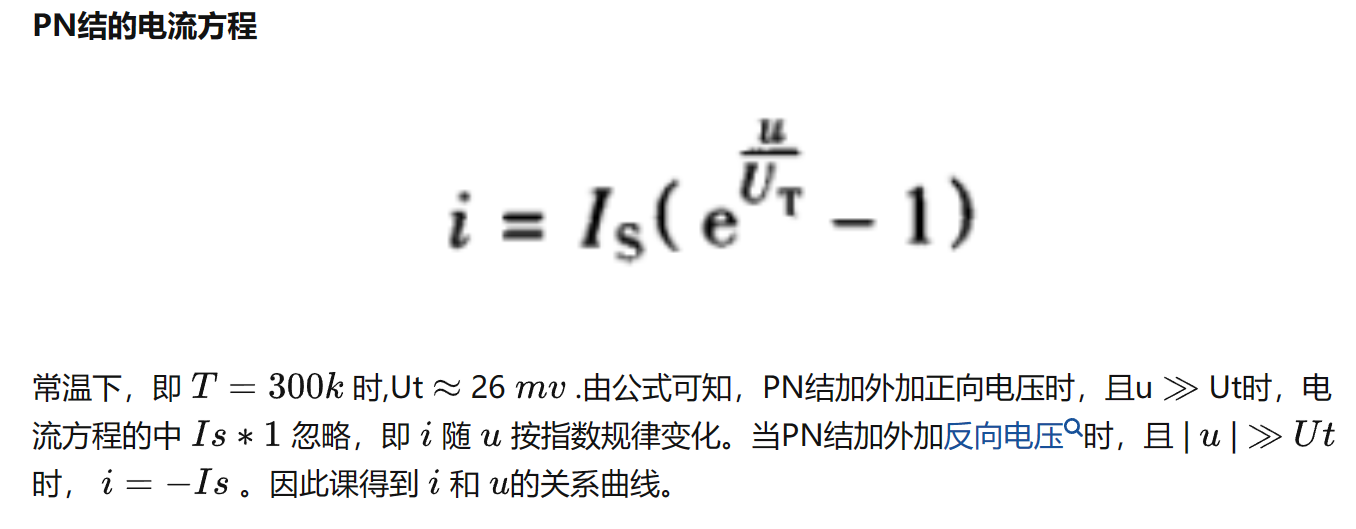 PN结的电流方程
i = I_S( e^{\frac{u}{U_T}} − 1 )
常温下，即 T = 300k 时,Ut ≈ 26 mv .由公式可知，PN结加外加正向电压时，且u ≫ Ut时，电
流方程的中 Is ∗ 1 忽略，即 i 随 u 按指数规律变化。当PN结加外加反向电压时，且 | u | ≫ Ut
时， i = −Is 。因此课得到 i 和 u的关系曲线。